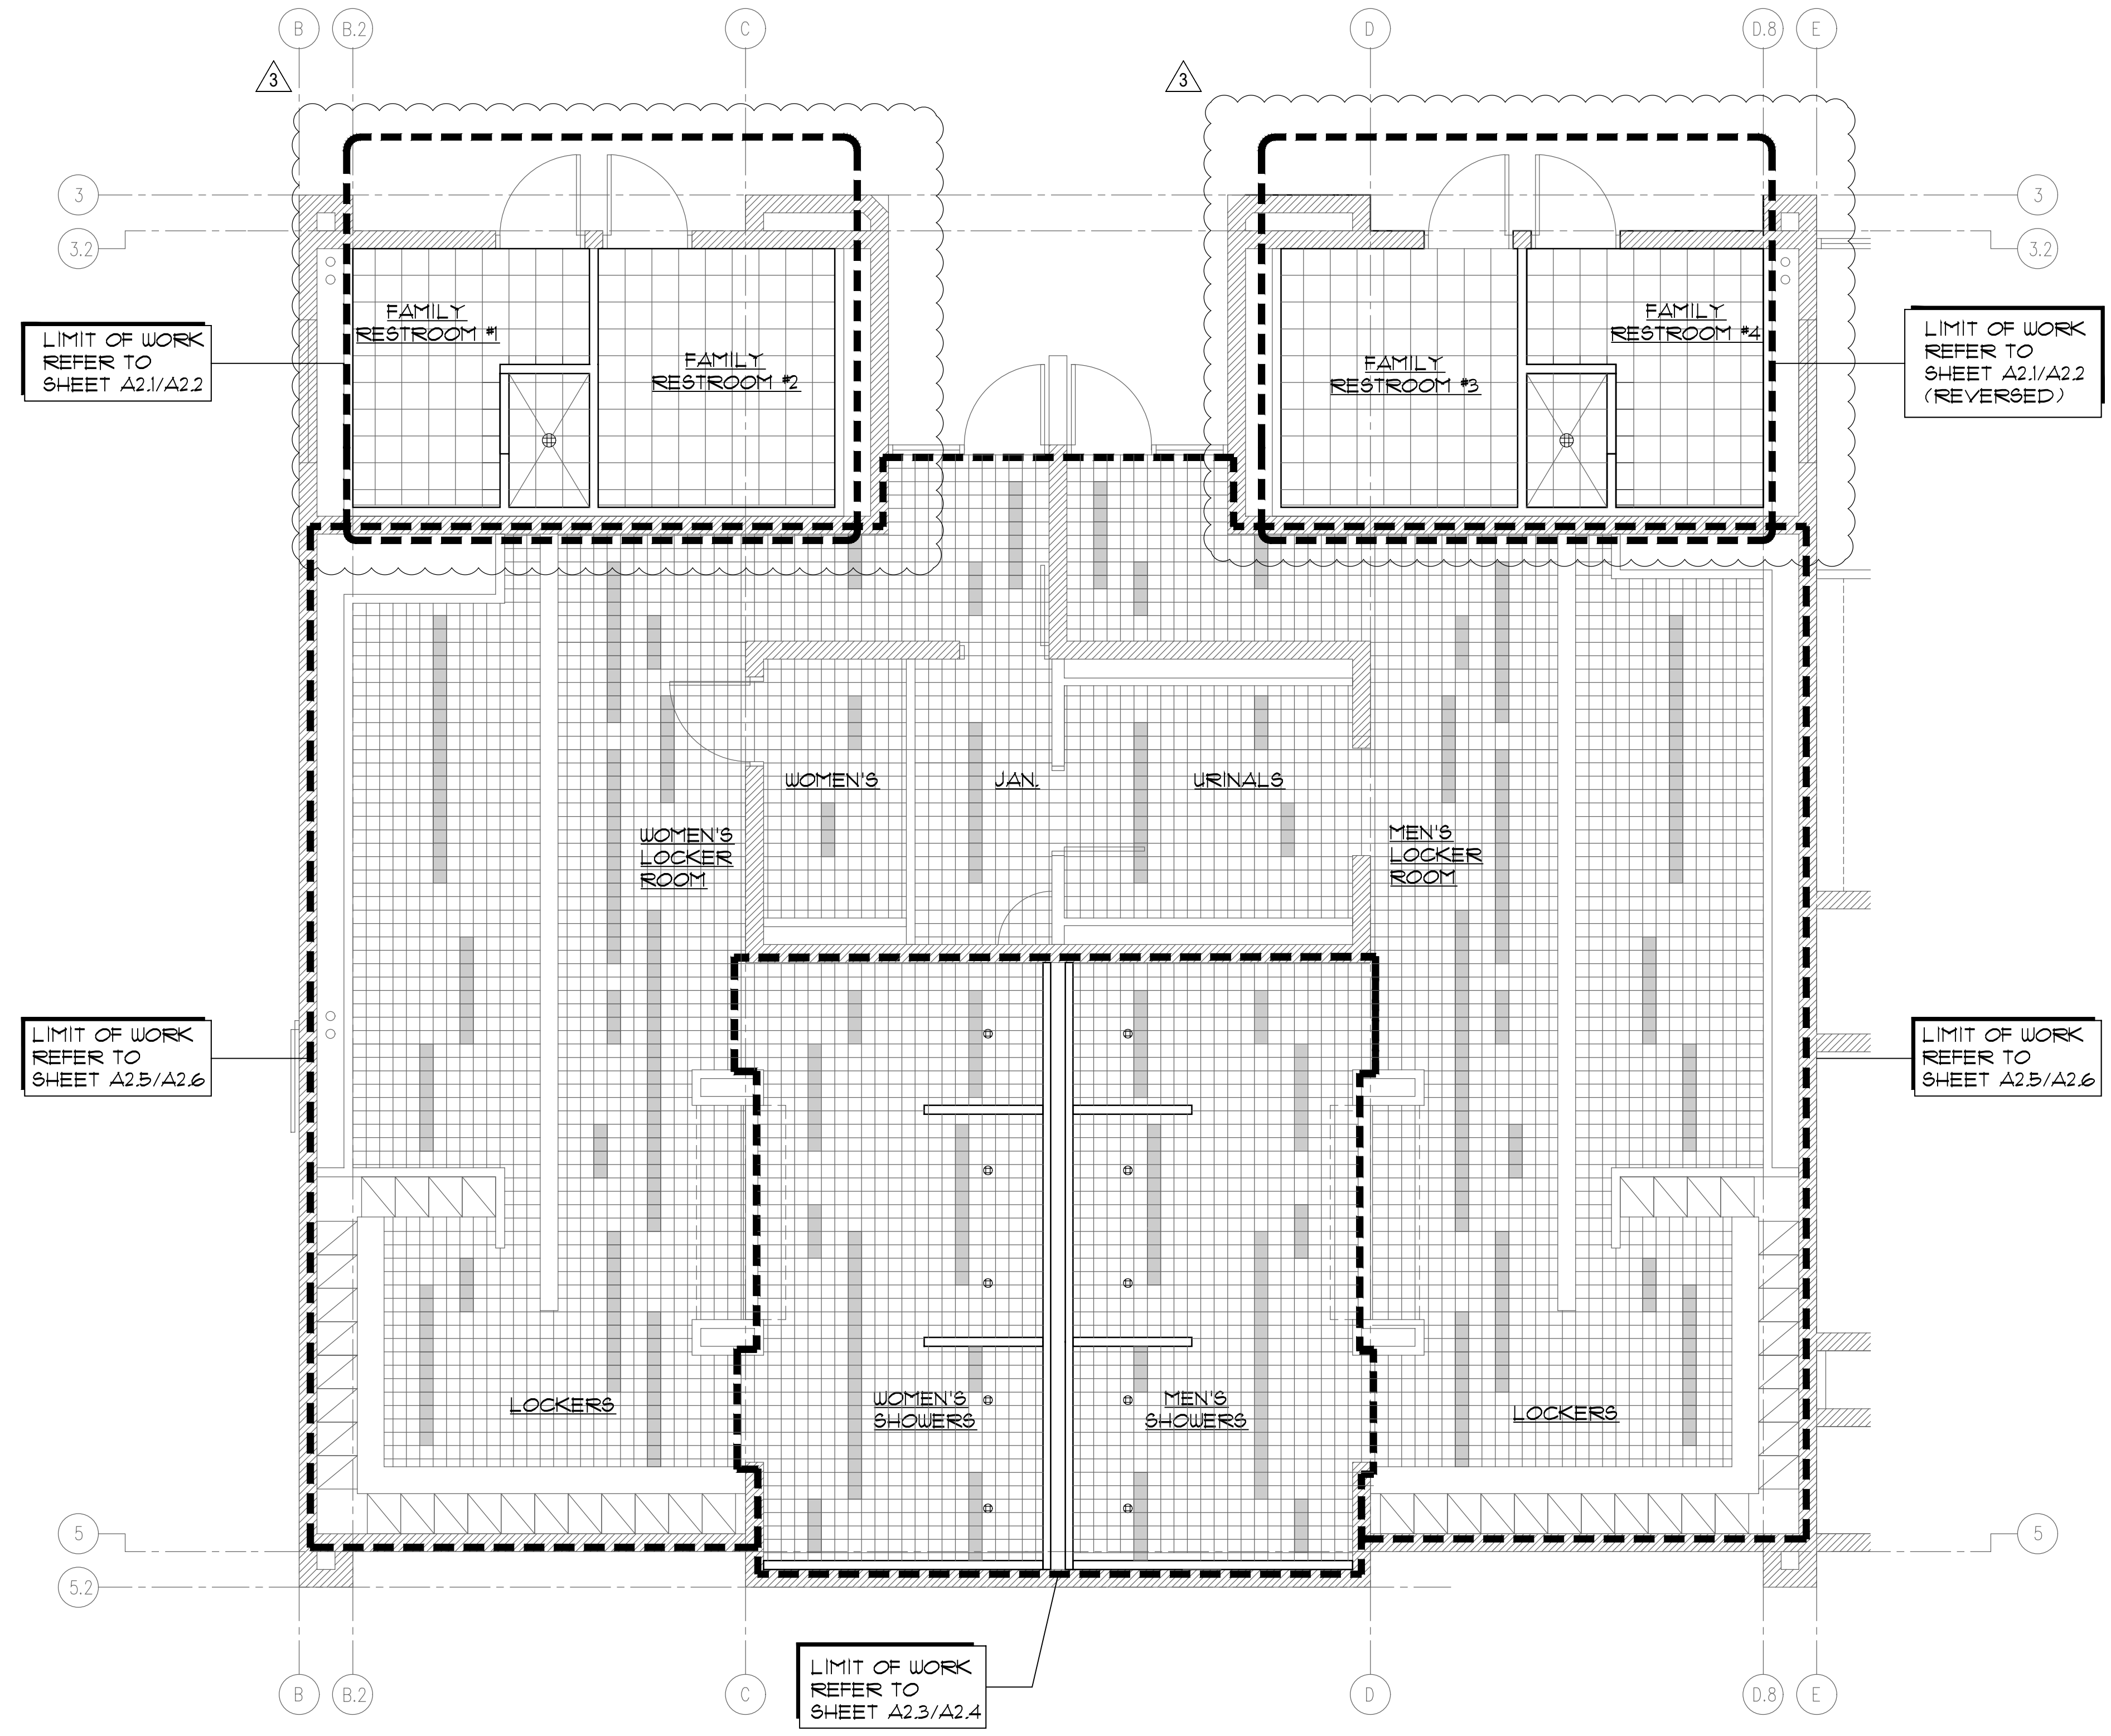 B
B.2
C
D
D.8
E
3
3
3
3
3.2
3.2
FAMILY
RESTROOM #1
FAMILY
RESTROOM #2
FAMILY
RESTROOM #3
FAMILY
RESTROOM #4
LIMIT OF WORK
REFER TO
SHEET A2.1/A2.2
LIMIT OF WORK
REFER TO
SHEET A2.1/A2.2
(REVERSED)
WOMEN'S
JAN.
URINALS
WOMEN'S
LOCKER
ROOM
MEN'S
LOCKER
ROOM
LIMIT OF WORK
REFER TO
SHEET A2.5/A2.6
LIMIT OF WORK
REFER TO
SHEET A2.5/A2.6
LOCKERS
WOMEN'S
SHOWERS
MEN'S
SHOWERS
LOCKERS
5
5
5.2
LIMIT OF WORK
REFER TO
SHEET A2.3/A2.4
B
B.2
C
D
D.8
E